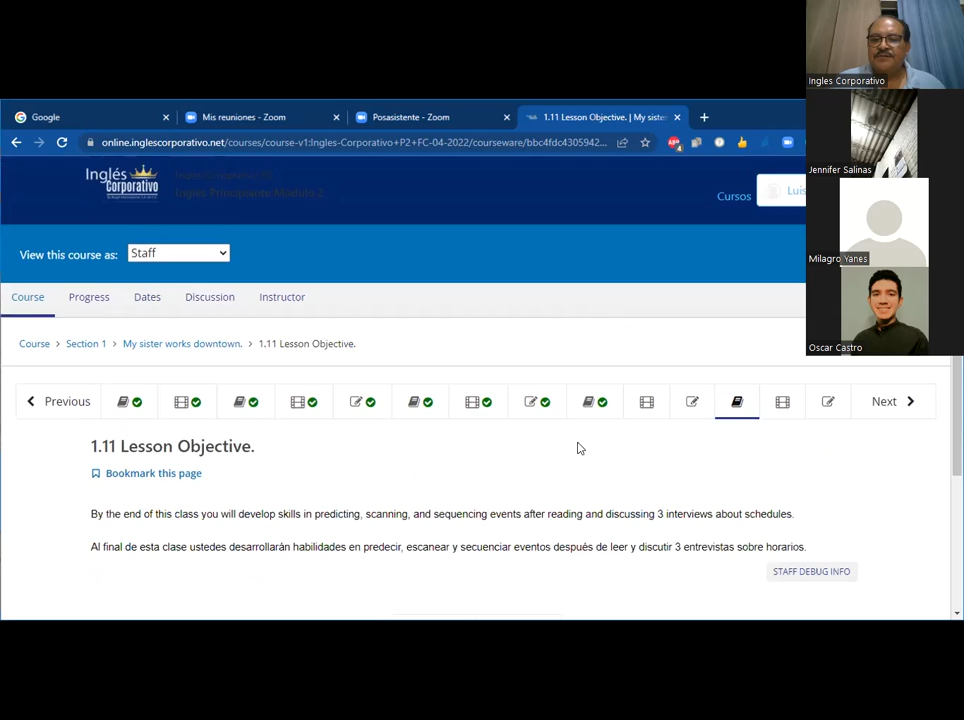 Google
Mis reuniones - Zoom
Posasistente - Zoom
1.11 Lesson Objective. | My siste
online.inglescorporativo.net/courses/course-v1:Ingles-Corporativo+P2+FC-04-2022/courseware/bbc4fdc4305942...
Inglés
Corporativo
Inglés Principiante Módulo 2
Cursos
Luis
View this course as:
Staff
Course
Progress
Dates
Discussion
Instructor
Course > Section 1 > My sister works downtown. > 1.11 Lesson Objective.
Previous
Next
1.11 Lesson Objective.
Bookmark this page
By the end of this class you will develop skills in predicting, scanning, and sequencing events after reading and discussing 3 interviews about schedules.
Al final de esta clase ustedes desarrollarán habilidades en predecir, escanear y secuenciar eventos después de leer y discutir 3 entrevistas sobre horarios.
STAFF DEBUG INFO
Ingles Corporativo
Jennifer Salinas
Milagro Yanes
Oscar Castro